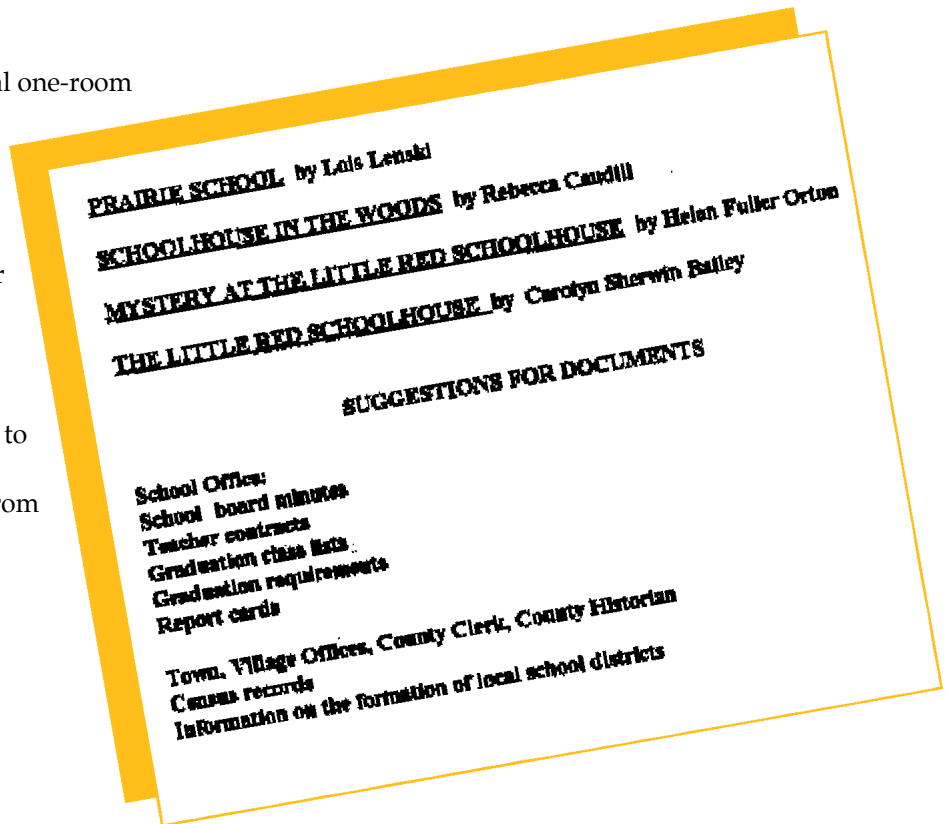 l one-room
r
to
rom
PRAIRIE SCHOOL by Lois Lenski
SCHOOLHOUSE IN THE WOODS by Rebecca Caudill
MYSTERY AT THE LITTLE RED SCHOOLHOUSE by Helen Fuller Orton
THE LITTLE RED SCHOOLHOUSE by Carolyn Sherwin Bailey
SUGGESTIONS FOR DOCUMENTS
School Office:
School board minutes
Teacher contracts
Graduation class lists
Graduation requirements
Report cards
Town, Village Offices, County Clerk, County Historian
Census records
Information on the formation of local school districts